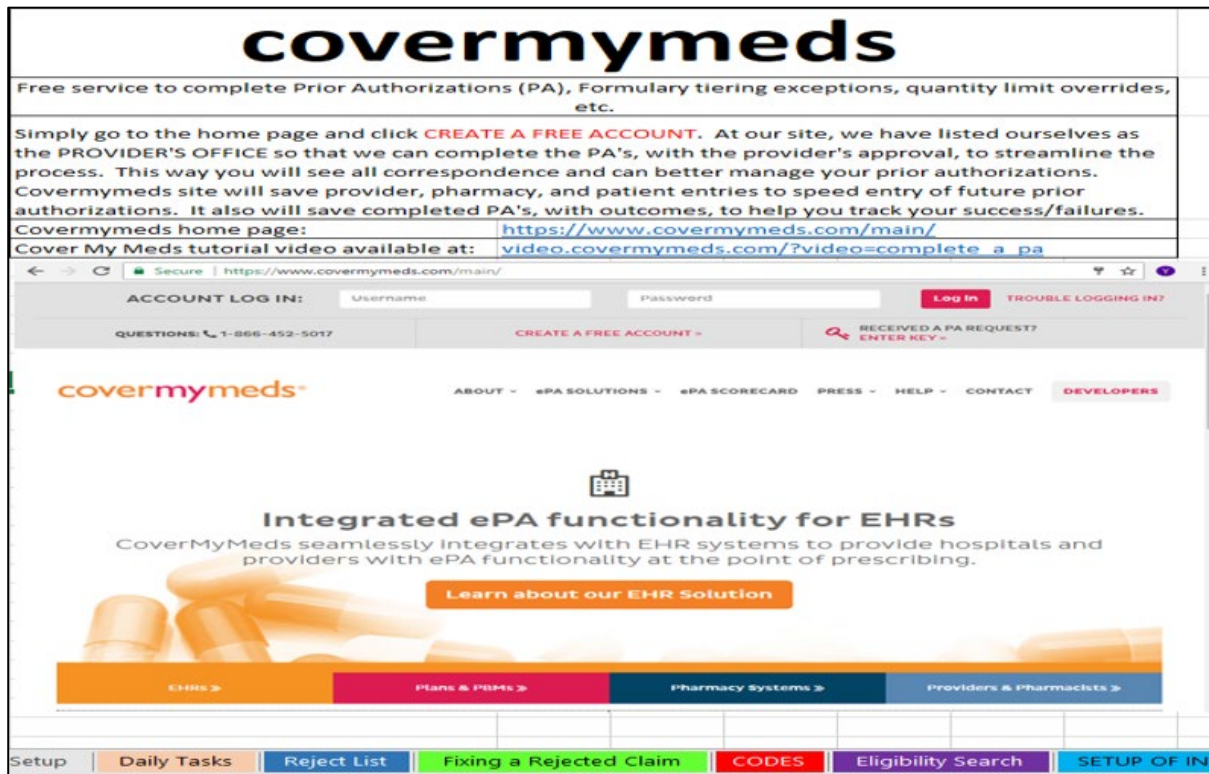 covermymeds
Free service to complete Prior Authorizations (PA), Formulary tiering exceptions, quantity limit overrides,
etc.
Simply go to the home page and click CREATE A FREE ACCOUNT. At our site, we have listed ourselves as
the PROVIDER'S OFFICE so that we can complete the PA's, with the provider's approval, to streamline the
process. This way you will see all correspondence and can better manage your prior authorizations.
Covermymeds site will save provider, pharmacy, and patient entries to speed entry of future prior
authorizations. It also will save completed PA's, with outcomes, to help you track your success/failures.
Covermymeds home page: https://www.covermymeds.com/main/
Cover My Meds tutorial video available at: video.covermymeds.com/?video=complete_a_pa
Secure | https://www.covermymeds.com/main/
ACCOUNT LOG IN: Username Password Log In TROUBLE LOGGING IN?
QUESTIONS: 1-866-452-5017 CREATE A FREE ACCOUNT » RECEIVED A PA REQUEST?
ENTER KEY »
covermymeds®
ABOUT ePA SOLUTIONS ePA SCORECARD PRESS HELP CONTACT DEVELOPERS
H
Integrated ePA functionality for EHRs
CoverMyMeds seamlessly integrates with EHR systems to provide hospitals and
providers with ePA functionality at the point of prescribing.
Learn about our EHR Solution
EHRs » Plans & PBMs » Pharmacy Systems » Providers & Pharmacists »
Setup Daily Tasks Reject List Fixing a Rejected Claim CODES Eligibility Search SETUP OF IN